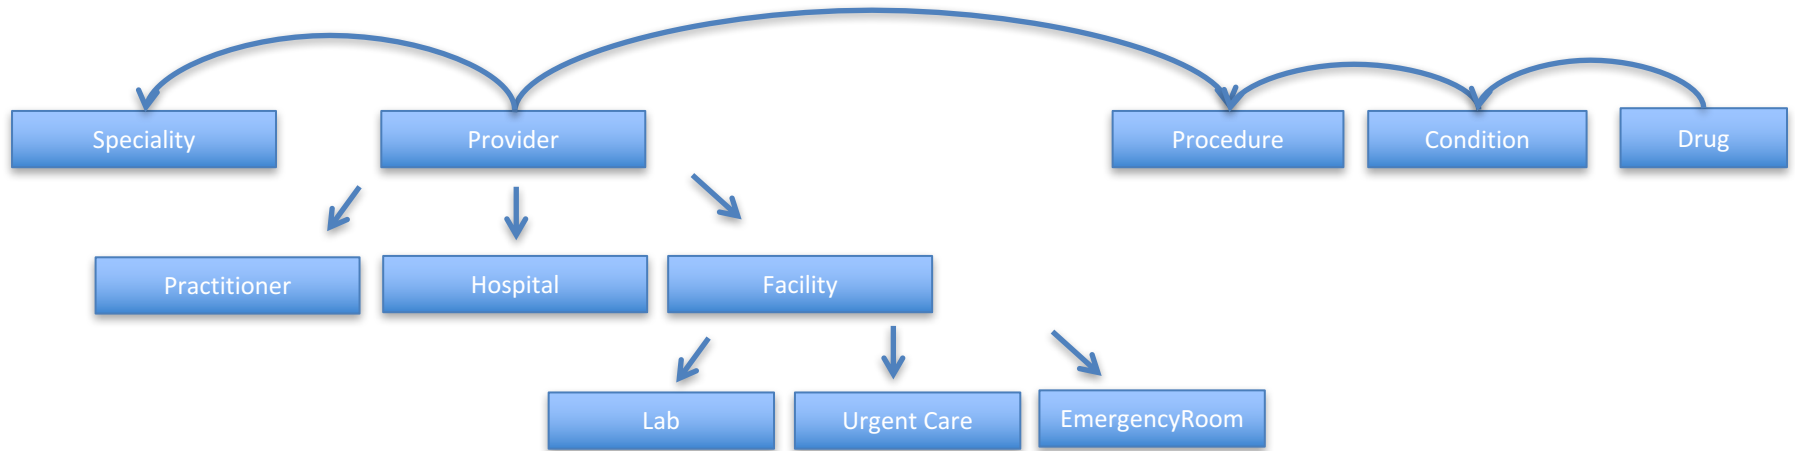 Speciality
Provider
Procedure
Condition
Drug
Practitioner
Hospital
Facility
Lab
Urgent Care
EmergencyRoom